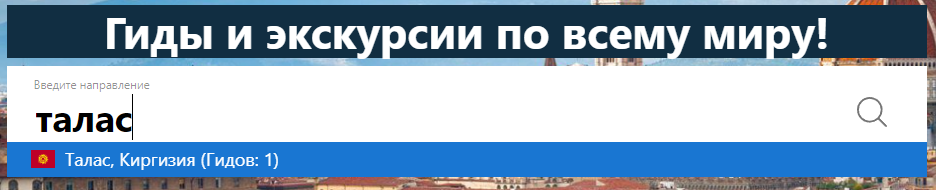 Гиды и экскурсии по всему миру!
Введите направление
талас
Талас, Киргизия (Гидов: 1)